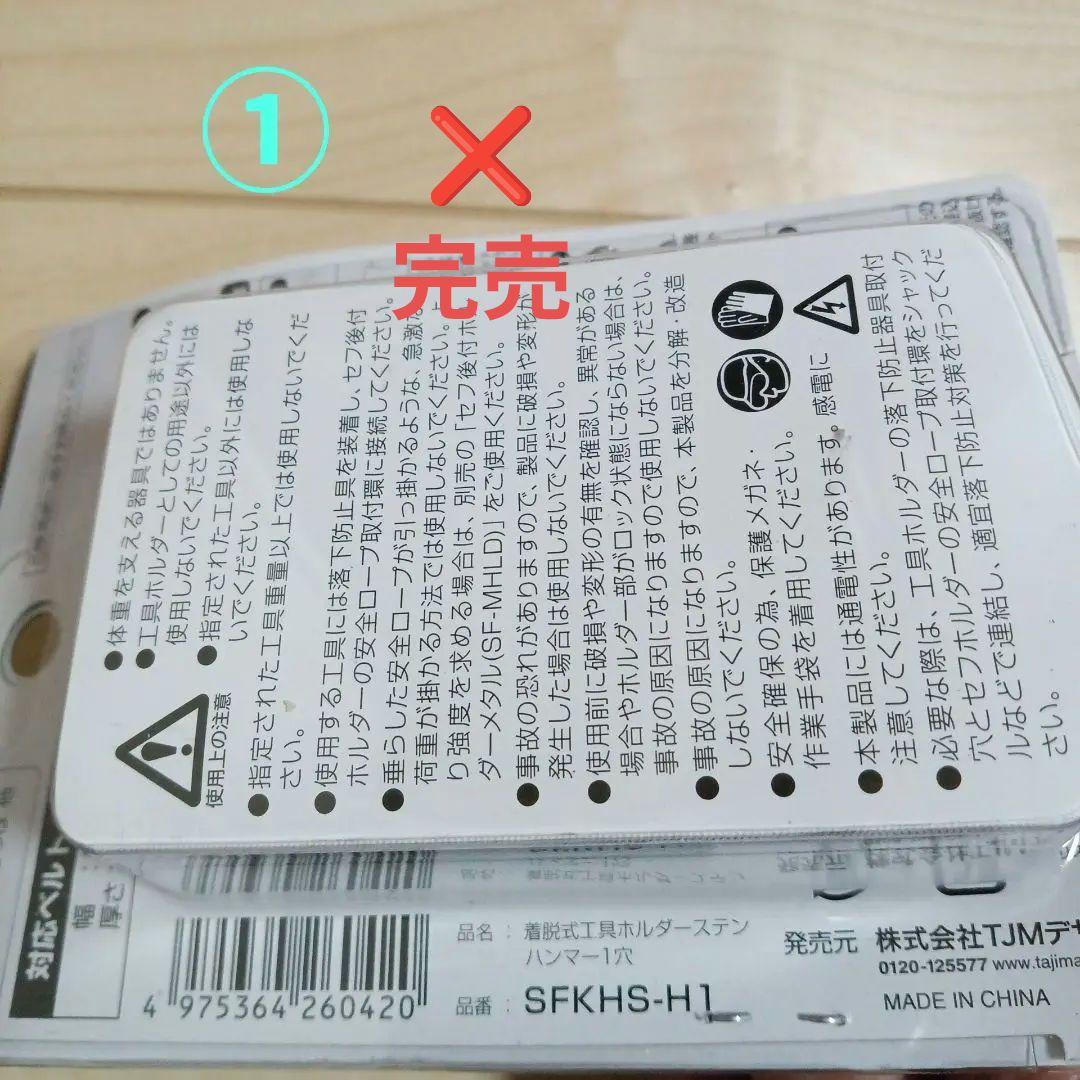 ①
完売
使用上の注意
●体重を支える器具ではありません。
●工具ホルダーとしての用途以外には
使用しないでください。
●指定された工具以外には使用しな
いでください。
●指定された工具重量以上では使用しないでくだ
さい。
●使用する工具には落下防止具を装着し、セフ後付
ホルダーの安全ロープ取付環に接続してください。
●垂らした安全ロープが引っ掛かるような、急激な
荷重が掛かる方法では使用しないでください。よ
り強度を求める場合は、別売の「セフ後付ホ
ダーメタル(SF-MHLD)」をご使用ください。
●事故の恐れがありますので、製品に破損や変形が
発生した場合は使用しないでください。
●使用前に破損や変形の有無を確認し、異常がある
場合やホルダー部がロック状態にならない場合は、
事故の原因になりますので使用しないでください。
●事故の原因になりますので、本製品を分解・改造
しないでください。
●安全確保の為、保護メガネ・
作業手袋を着用してください。
●本製品には通電性があります。感電に
注意してください。
●必要な際は、工具ホルダーの落下防止器具取付
穴とセフホルダーの安全ロープ取付環をシャック
ルなどで連結し、適宜落下防止対策を行ってくだ
さい。
対応ベルト
幅
厚さ
4 975364 260420
品名：着脱式工具ホルダーステン
ハンマー1穴
品番：SFKHS-H1
発売元 株式会社TJMデザ
0120-125577 www.tajima
MADE IN CHINA